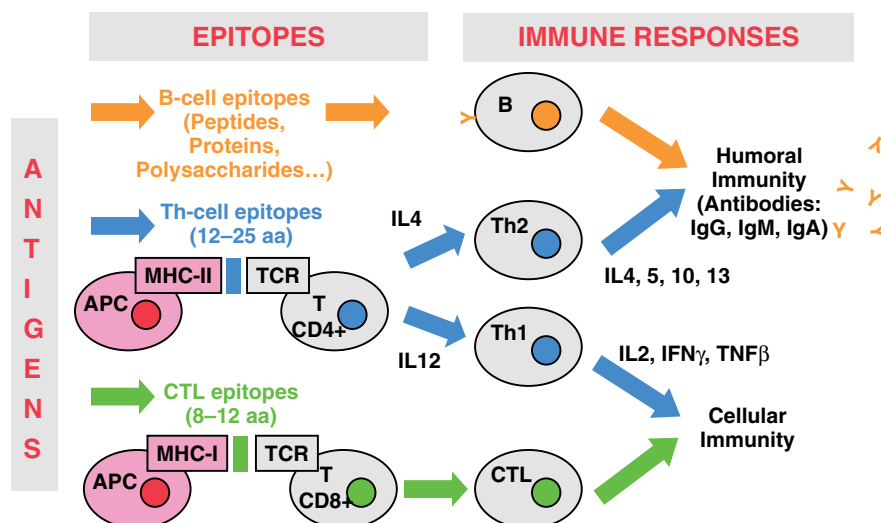 EPITOPES
IMMUNE RESPONSES
ANTIGENS
B-cell epitopes
(Peptides,
Proteins,
Polysaccharides…)
B
Humoral
Immunity
(Antibodies:
IgG, IgM, IgA)
Th-cell epitopes
(12–25 aa)
MHC-II
TCR
APC
T
CD4+
IL4
Th2
IL4, 5, 10, 13
IL12
Th1
IL2, IFNγ, TNFβ
Cellular
Immunity
CTL epitopes
(8–12 aa)
MHC-I
TCR
APC
T
CD8+
CTL